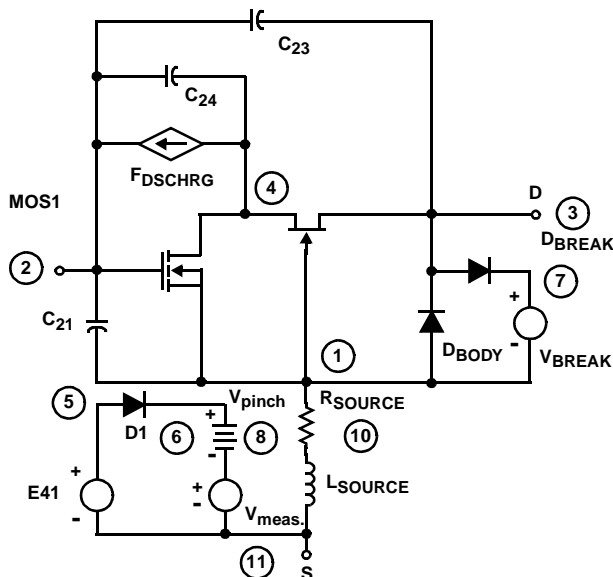 C23
C24
FDSCHRG
MOS1
4
D
3
DBREAK
2
7
C21
+
-
DBODY
VBREAK
1
5
Vpinch
RSOURCE
D1
+
6
8
10
-
+
E41
+
LSOURCE
-
-
Vmeas.
11
S